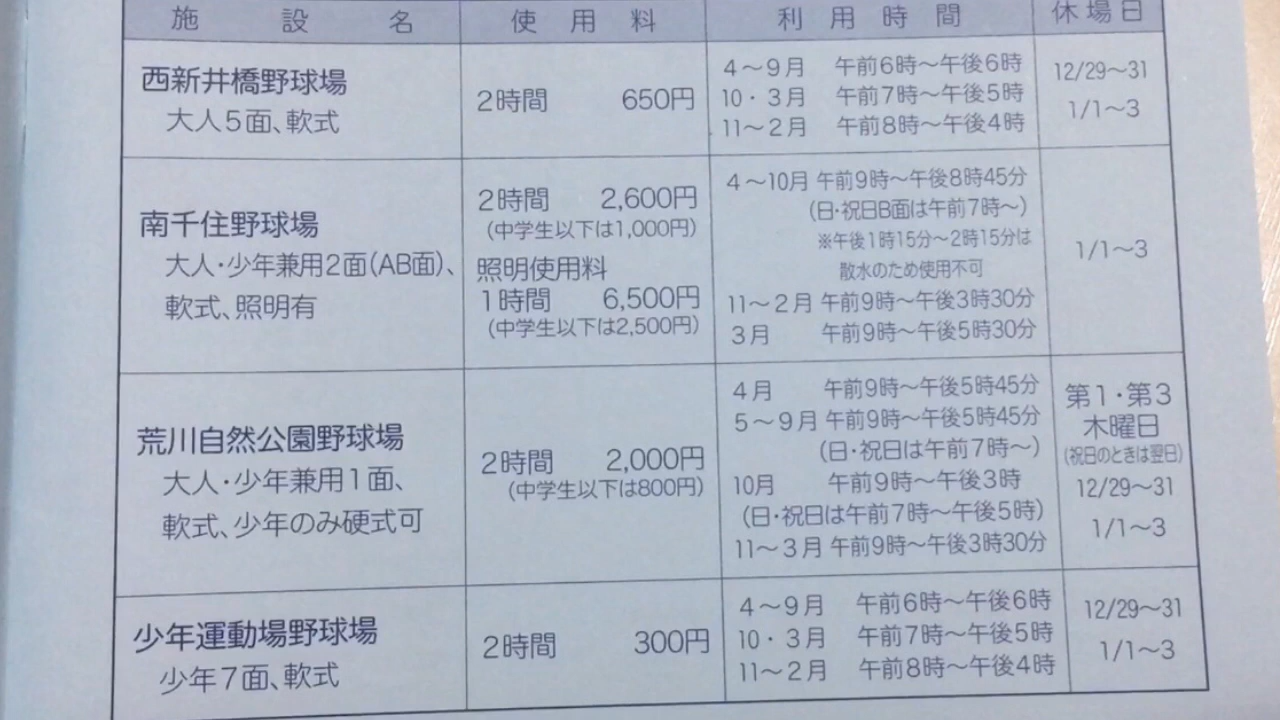 施設名 使用料 利用時間 休場日
西新井橋野球場
大人5面、軟式
2時間 650円
4～9月 午前6時～午後6時
10・3月 午前7時～午後5時
11～2月 午前8時～午後4時
12/29～31
1/1～3
南千住野球場
大人・少年兼用2面(AB面)、
軟式、照明有
2時間 2,600円
(中学生以下は1,000円)
照明使用料
1時間 6,500円
(中学生以下は2,500円)
4～10月 午前9時～午後8時45分
(日・祝日B面は午前7時～)
※午後1時15分～2時15分は
散水のため使用不可
11～2月 午前9時～午後3時30分
3月 午前9時～午後5時30分
1/1～3
荒川自然公園野球場
大人・少年兼用1面、
軟式、少年のみ硬式可
2時間 2,000円
(中学生以下は800円)
4月 午前9時～午後5時45分
5～9月 午前9時～午後5時45分
(日・祝日は午前7時～)
10月 午前9時～午後3時
(日・祝日は午前7時～午後5時)
11～3月 午前9時～午後3時30分
第1・第3
木曜日
(祝日のときは翌日)
12/29～31
1/1～3
少年運動場野球場
少年7面、軟式
2時間 300円
4～9月 午前6時～午後6時
10・3月 午前7時～午後5時
11～2月 午前8時～午後4時
12/29～31
1/1～3